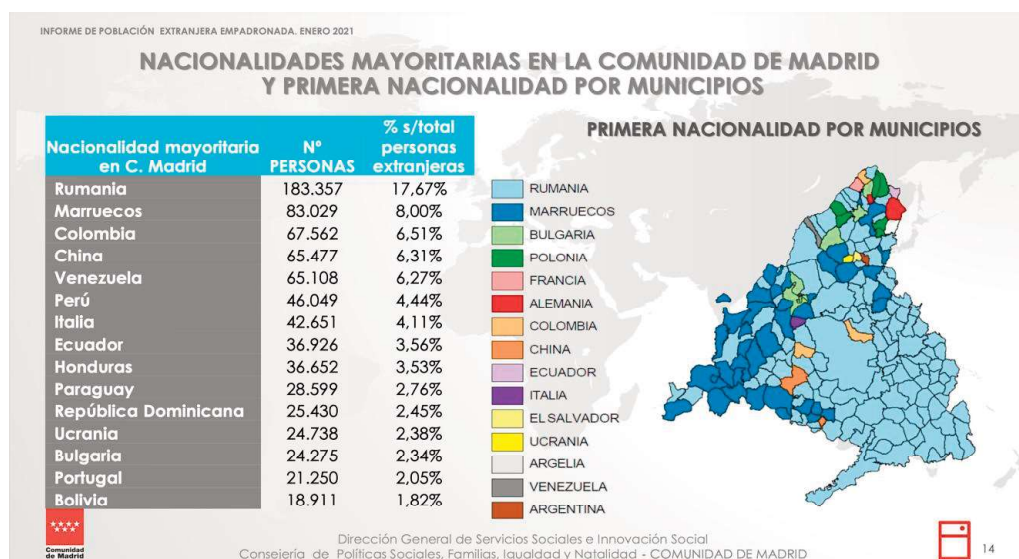 INFORME DE POBLACIÓN EXTRANJERA EMPADRONADA. ENERO 2021
NACIONALIDADES MAYORITARIAS EN LA COMUNIDAD DE MADRID
Y PRIMERA NACIONALIDAD POR MUNICIPIOS
Nacionalidad mayoritaria en C. Madrid Nº PERSONAS % s/total personas extranjeras
Rumania 183.357 17,67%
Marruecos 83.029 8,00%
Colombia 67.562 6,51%
China 65.477 6,31%
Venezuela 65.108 6,27%
Perú 46.049 4,44%
Italia 42.651 4,11%
Ecuador 36.926 3,56%
Honduras 36.652 3,53%
Paraguay 28.599 2,76%
República Dominicana 25.430 2,45%
Ucrania 24.738 2,38%
Bulgaria 24.275 2,34%
Portugal 21.250 2,05%
Bolivia 18.911 1,82%
PRIMERA NACIONALIDAD POR MUNICIPIOS
RUMANIA
MARRUECOS
BULGARIA
POLONIA
FRANCIA
ALEMANIA
COLOMBIA
CHINA
ECUADOR
ITALIA
EL SALVADOR
UCRANIA
ARGELIA
VENEZUELA
ARGENTINA
Comunidad
de Madrid
Dirección General de Servicios Sociales e Innovación Social
Consejería de Políticas Sociales, Familias, Igualdad y Natalidad - COMUNIDAD DE MADRID
14